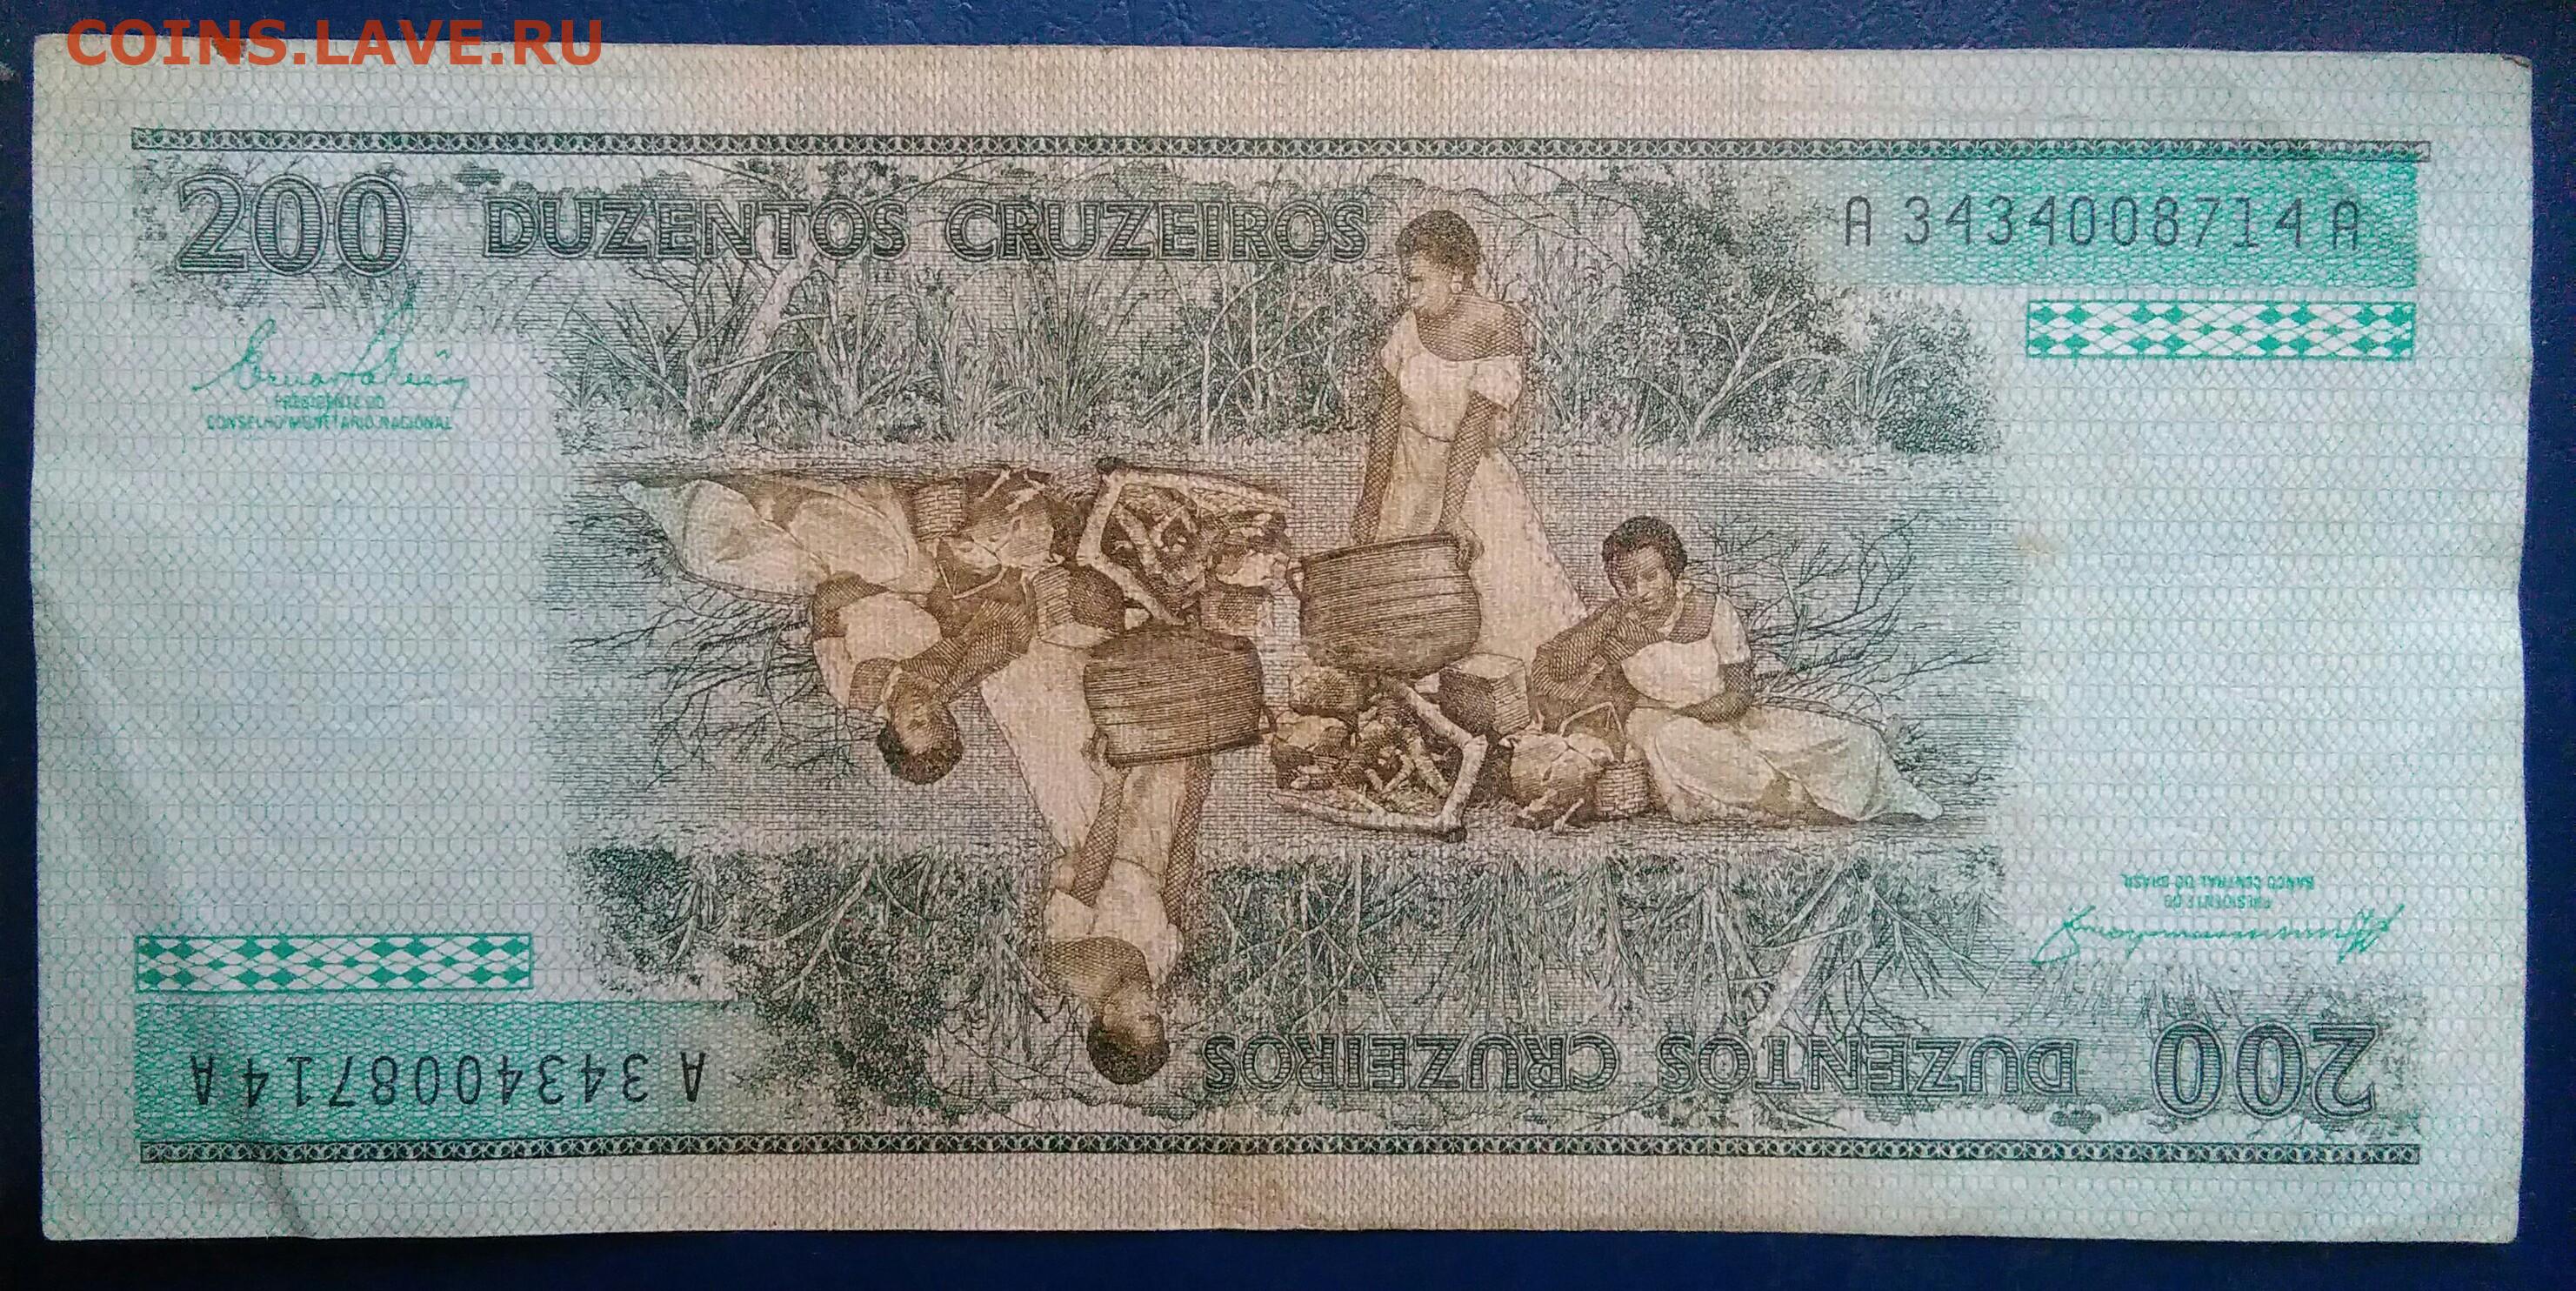 COINS.LAVE.RU
200 DUZENTOS CRUZEIROS
A 3434008714 A
PRESIDENTE DO
CONSELHO MONETARIO NACIONAL
PRESIDENTE DO
BANCO CENTRAL DO BRASIL
200 DUZENTOS CRUZEIROS
A 3434008714 A